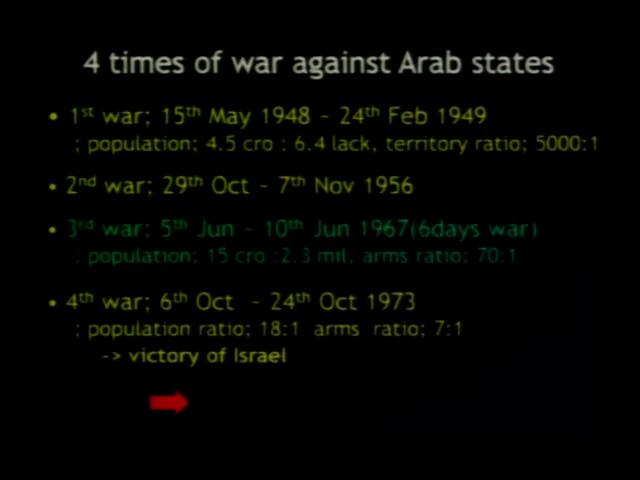 4 times of war against Arab states
• 1st war; 15th May 1948 – 24th Feb 1949
; population; 4.5 cro : 6.4 lack, territory ratio; 5000:1
• 2nd war; 29th Oct – 7th Nov 1956
• 3rd war; 5th Jun – 10th Jun 1967(6days war)
; population; 15 cro :2.3 mil, arms ratio; 70:1
• 4th war; 6th Oct – 24th Oct 1973
; population ratio; 18:1 arms ratio; 7:1
-> victory of Israel